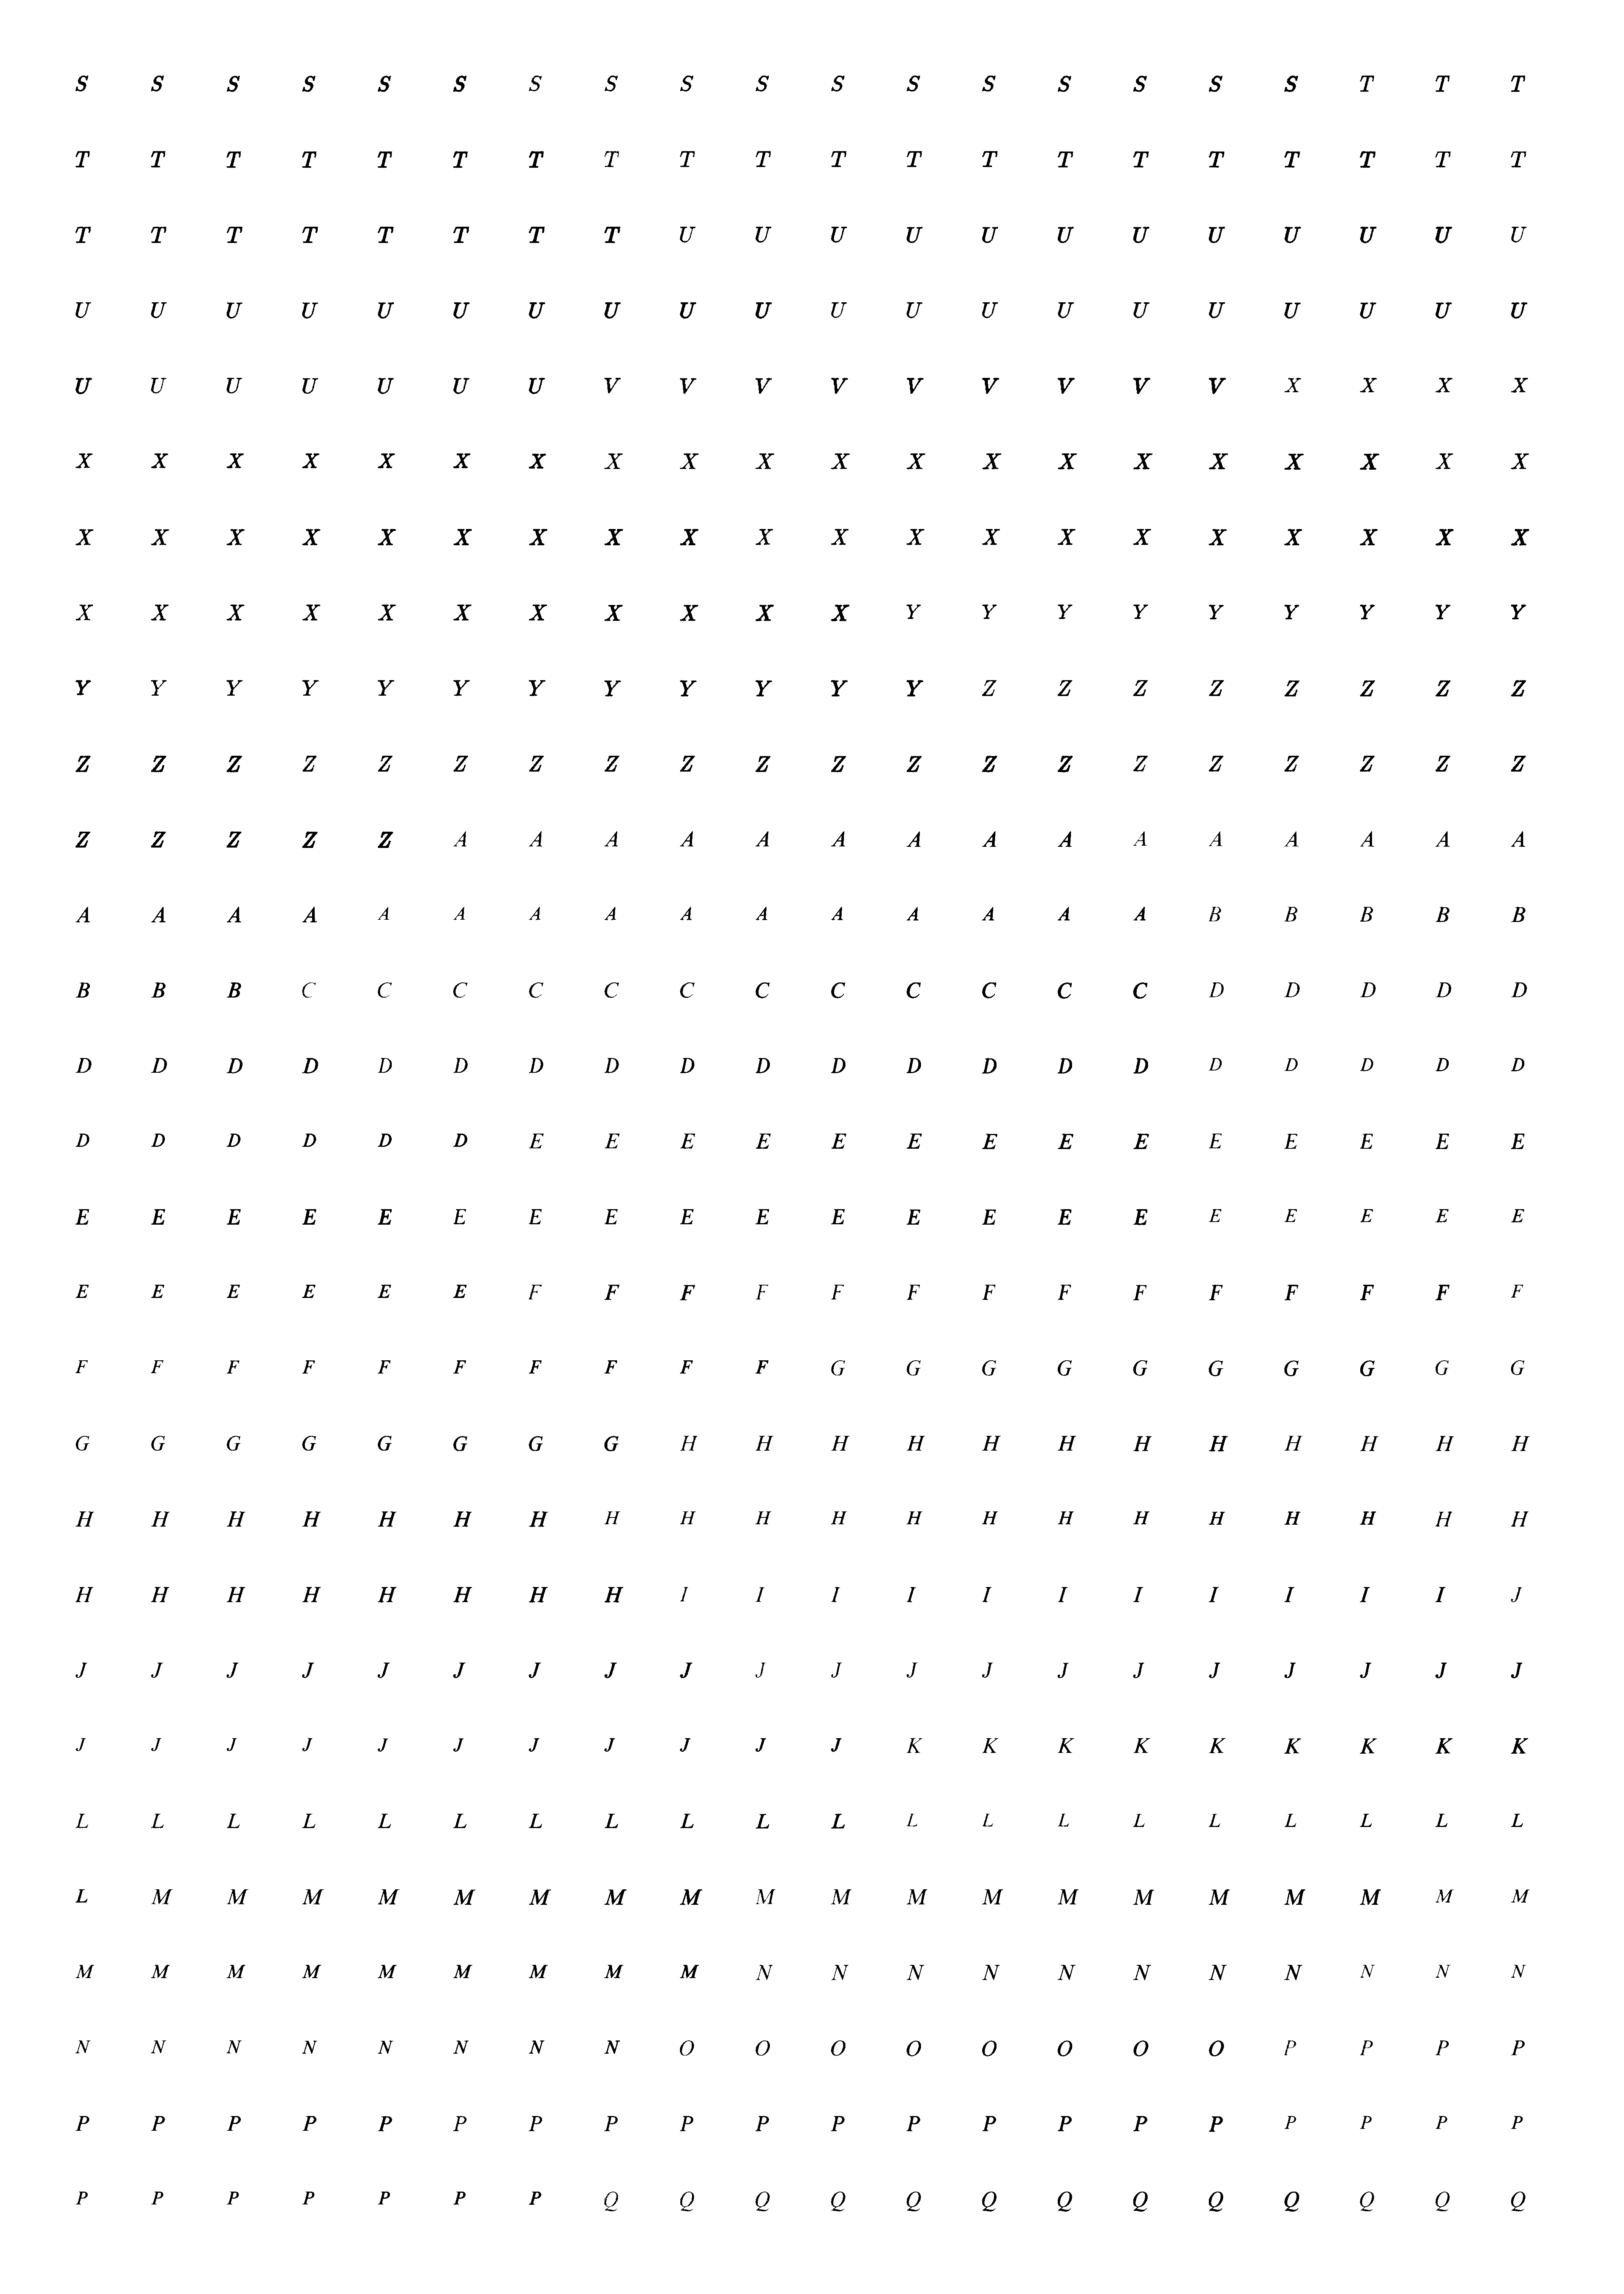 S S S S S S S S S S S S S S S S S T T T
T T T T T T T T T T T T T T T T T T T T
T T T T T T T T U U U U U U U U U U U U
U U U U U U U U U U U U U U U U U U U U
U U U U U U U V V V V V V V V V X X X X
X X X X X X X X X X X X X X X X X X X X
X X X X X X X X X X X X X X X X X X X X
X X X X X X X X X X X Y Y Y Y Y Y Y Y Y
Y Y Y Y Y Y Y Y Y Y Y Y Z Z Z Z Z Z Z Z
Z Z Z Z Z Z Z Z Z Z Z Z Z Z Z Z Z Z Z Z
Z Z Z Z Z A A A A A A A A A A A A A A A
A A A A A A A A A A A A A A A B B B B B
B B B C C C C C C C C C C C C D D D D D
D D D D D D D D D D D D D D D D D D D D
D D D D D D E E E E E E E E E E E E E E
E E E E E E E E E E E E E E E E E E E E
E E E E E E F F F F F F F F F F F F F F
F F F F F F F F F F G G G G G G G G G G
G G G G G G G G H H H H H H H H H H H H
H H H H H H H H H H H H H H H H H H H H
H H H H H H H H I I I I I I I I I I I J
J J J J J J J J J J J J J J J J J J J J
J J J J J J J J J J J K K K K K K K K K
L L L L L L L L L L L L L L L L L L L L
L M M M M M M M M M M M M M M M M M M M
M M M M M M M M M N N N N N N N N N N N
N N N N N N N N O O O O O O O O P P P P
P P P P P P P P P P P P P P P P P P P P
P P P P P P P Q Q Q Q Q Q Q Q Q Q Q Q Q